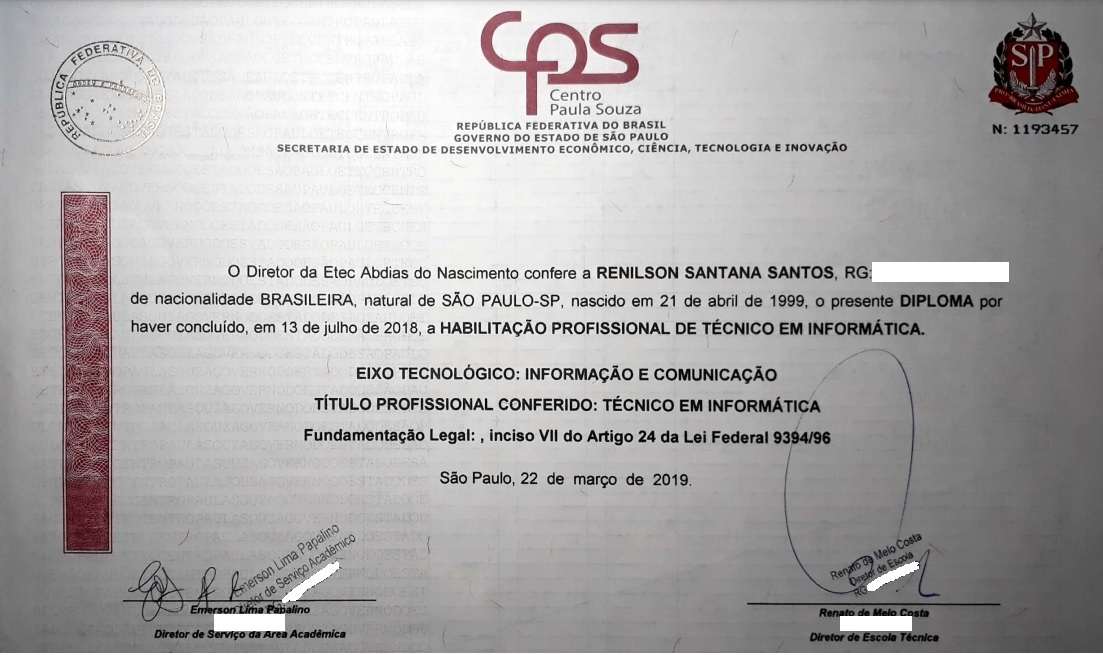 REPÚBLICA FEDERATIVA DO BRASIL
ORDEM E PROGRESSO
cps
Centro
Paula Souza
REPÚBLICA FEDERATIVA DO BRASIL
GOVERNO DO ESTADO DE SÃO PAULO
SECRETARIA DE ESTADO DE DESENVOLVIMENTO ECONÔMICO, CIÊNCIA, TECNOLOGIA E INOVAÇÃO
SP
N: 1193457
O Diretor da Etec Abdias do Nascimento confere a RENILSON SANTANA SANTOS, RG:
de nacionalidade BRASILEIRA, natural de SÃO PAULO-SP, nascido em 21 de abril de 1999, o presente DIPLOMA por
haver concluído, em 13 de julho de 2018, a HABILITAÇÃO PROFISSIONAL DE TÉCNICO EM INFORMÁTICA.
EIXO TECNOLÓGICO: INFORMAÇÃO E COMUNICAÇÃO
TÍTULO PROFISSIONAL CONFERIDO: TÉCNICO EM INFORMÁTICA
Fundamentação Legal: , inciso VII do Artigo 24 da Lei Federal 9394/96
São Paulo, 22 de março de 2019.
Emerson Lima Papalino
Diretor de Serviço Acadêmico
Emerson Lima Papalino
Diretor de Serviço da Área Acadêmica
Renato de Melo Costa
Diretor de Escola
RG
Renato de Melo Costa
Diretor de Escola Técnica